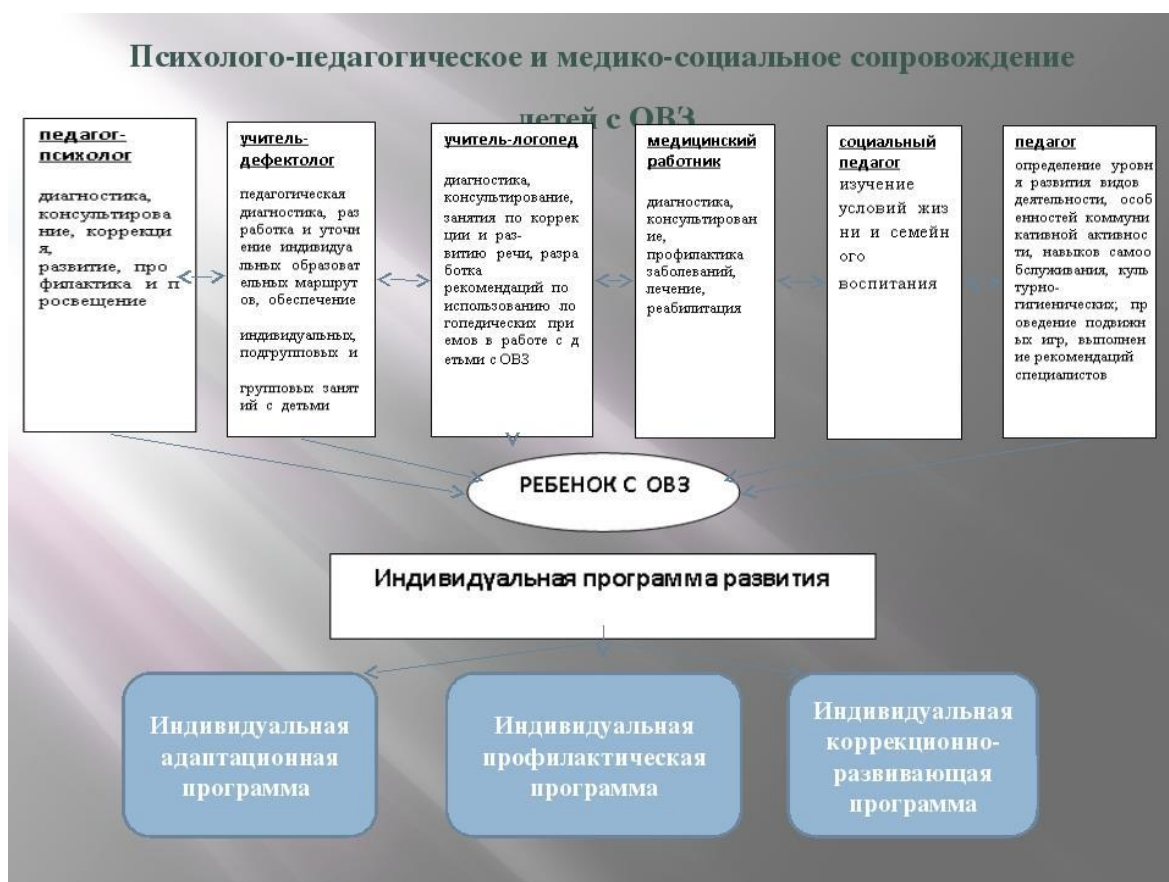 Психолого-педагогическое и медико-социальное сопровождение
детей с ОВЗ
педагог-
психолог
диагностика,
консультирова
ние, коррекци
я,
развитие, про
филактика и п
росвещение
учитель-
дефектолог
педагогическая
диагностика, раз
работка и уточн
ение индивидуа
льных образоват
ельных маршрут
ов, обеспечение
индивидуальных,
подгрупповых и
групповых занят
ий с детьми
учитель-логопед
диагностика,
консультирование,
занятия по коррек
ции и раз-
витию речи, разра
ботка
рекомендаций по
использованию ло
гопедических при
емов в работе с д
етьми с ОВЗ
медицинский
работник
диагностика,
консультирован
ие,
профилактика
заболеваний,
лечение,
реабилитация
социальный
педагог
изучение
условий жиз
ни и семейн
ого
воспитания
педагог
определение уровн
я развития видов
деятельности, особ
енностей коммуни
кативной активнос
ти, навыков самоо
бслуживания, куль
турно-
гигиенических; пр
оведение подвижн
ых игр, выполнен
ие рекомендаций
специалистов
РЕБЕНОК С ОВЗ
Индивидуальная программа развития
Индивидуальная
адаптационная
программа
Индивидуальная
профилактическая
программа
Индивидуальная
коррекционно-
развивающая
программа